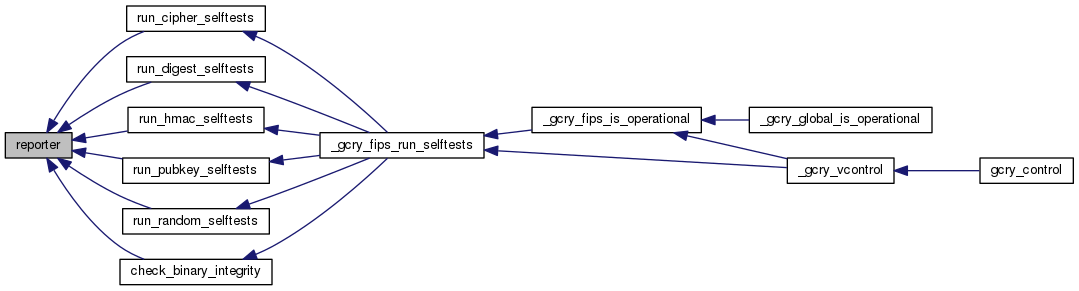 run_cipher_selftests
run_digest_selftests
run_hmac_selftests
_gcry_fips_is_operational
_gcry_global_is_operational
reporter
_gcry_fips_run_selftests
run_pubkey_selftests
_gcry_vcontrol
gcry_control
run_random_selftests
check_binary_integrity